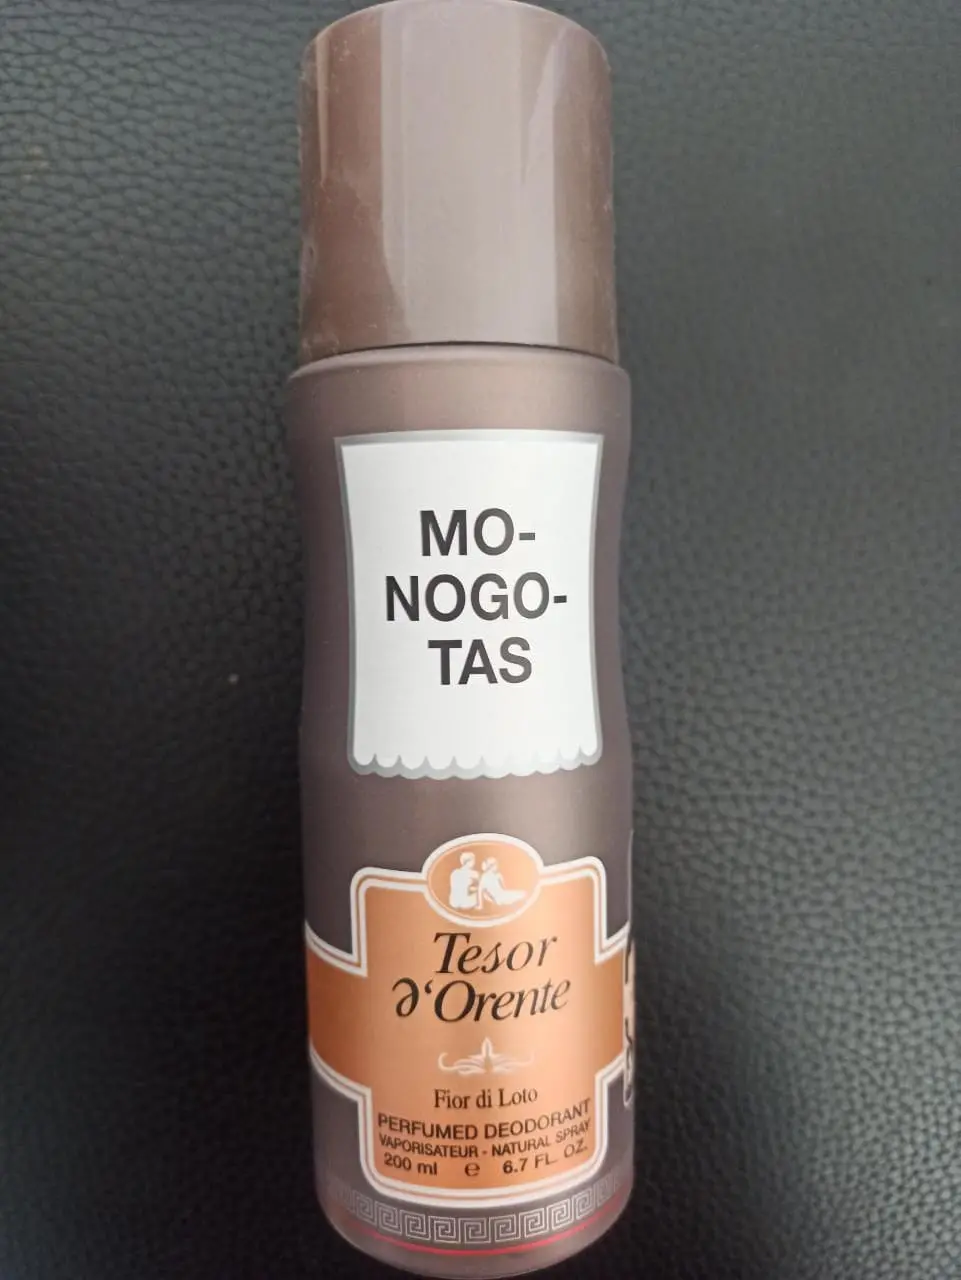 MO-
NOGO-
TAS
Tesor
d'Orente
Fior di Loto
PERFUMED DEODORANT
VAPORISATEUR - NATURAL SPRAY
200 ml e 6.7 FL. OZ.